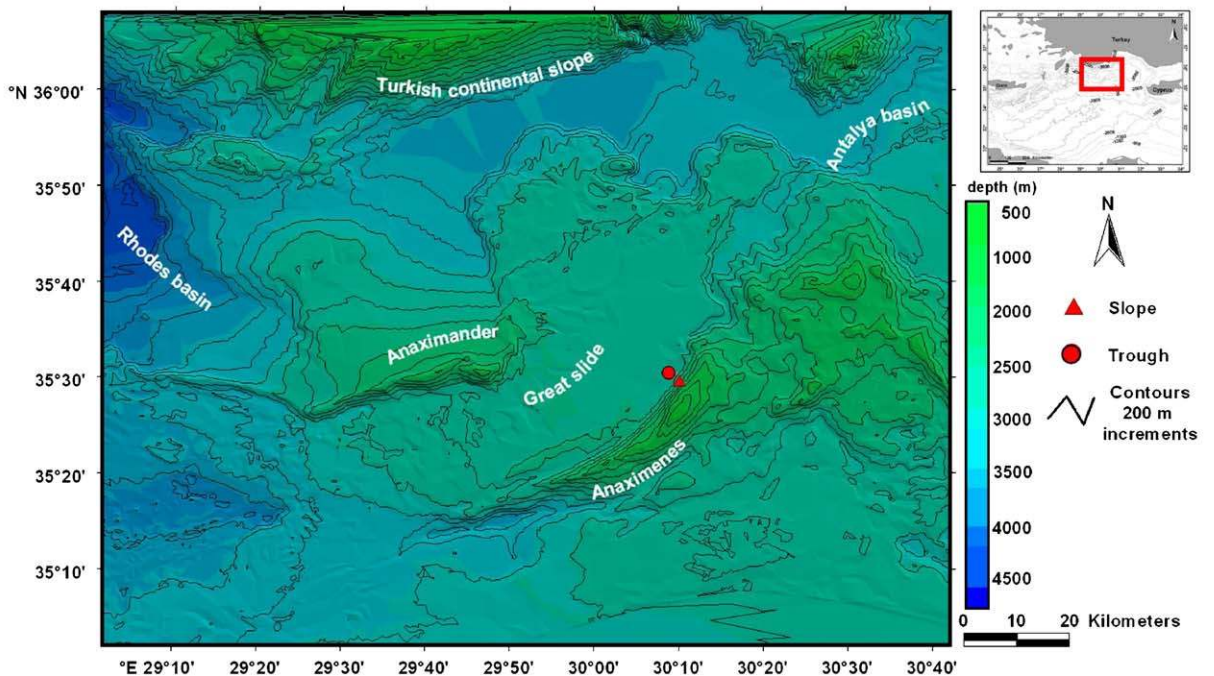 °N 36°00'
35°50'
35°40'
35°30'
35°20'
35°10'
Turkish continental slope
Antalya basin
Rhodes basin
Anaximander
Great slide
Anaximenes
°E 29°10'
29°20'
29°30'
29°40'
29°50'
30°00'
30°10'
30°20'
30°30'
30°40'
N
Turkey
Cyprus
depth (m)
500
1000
2000
2500
3000
3500
4000
4500
N
Slope
Trough
Contours
200 m
increments
0 10 20 Kilometers